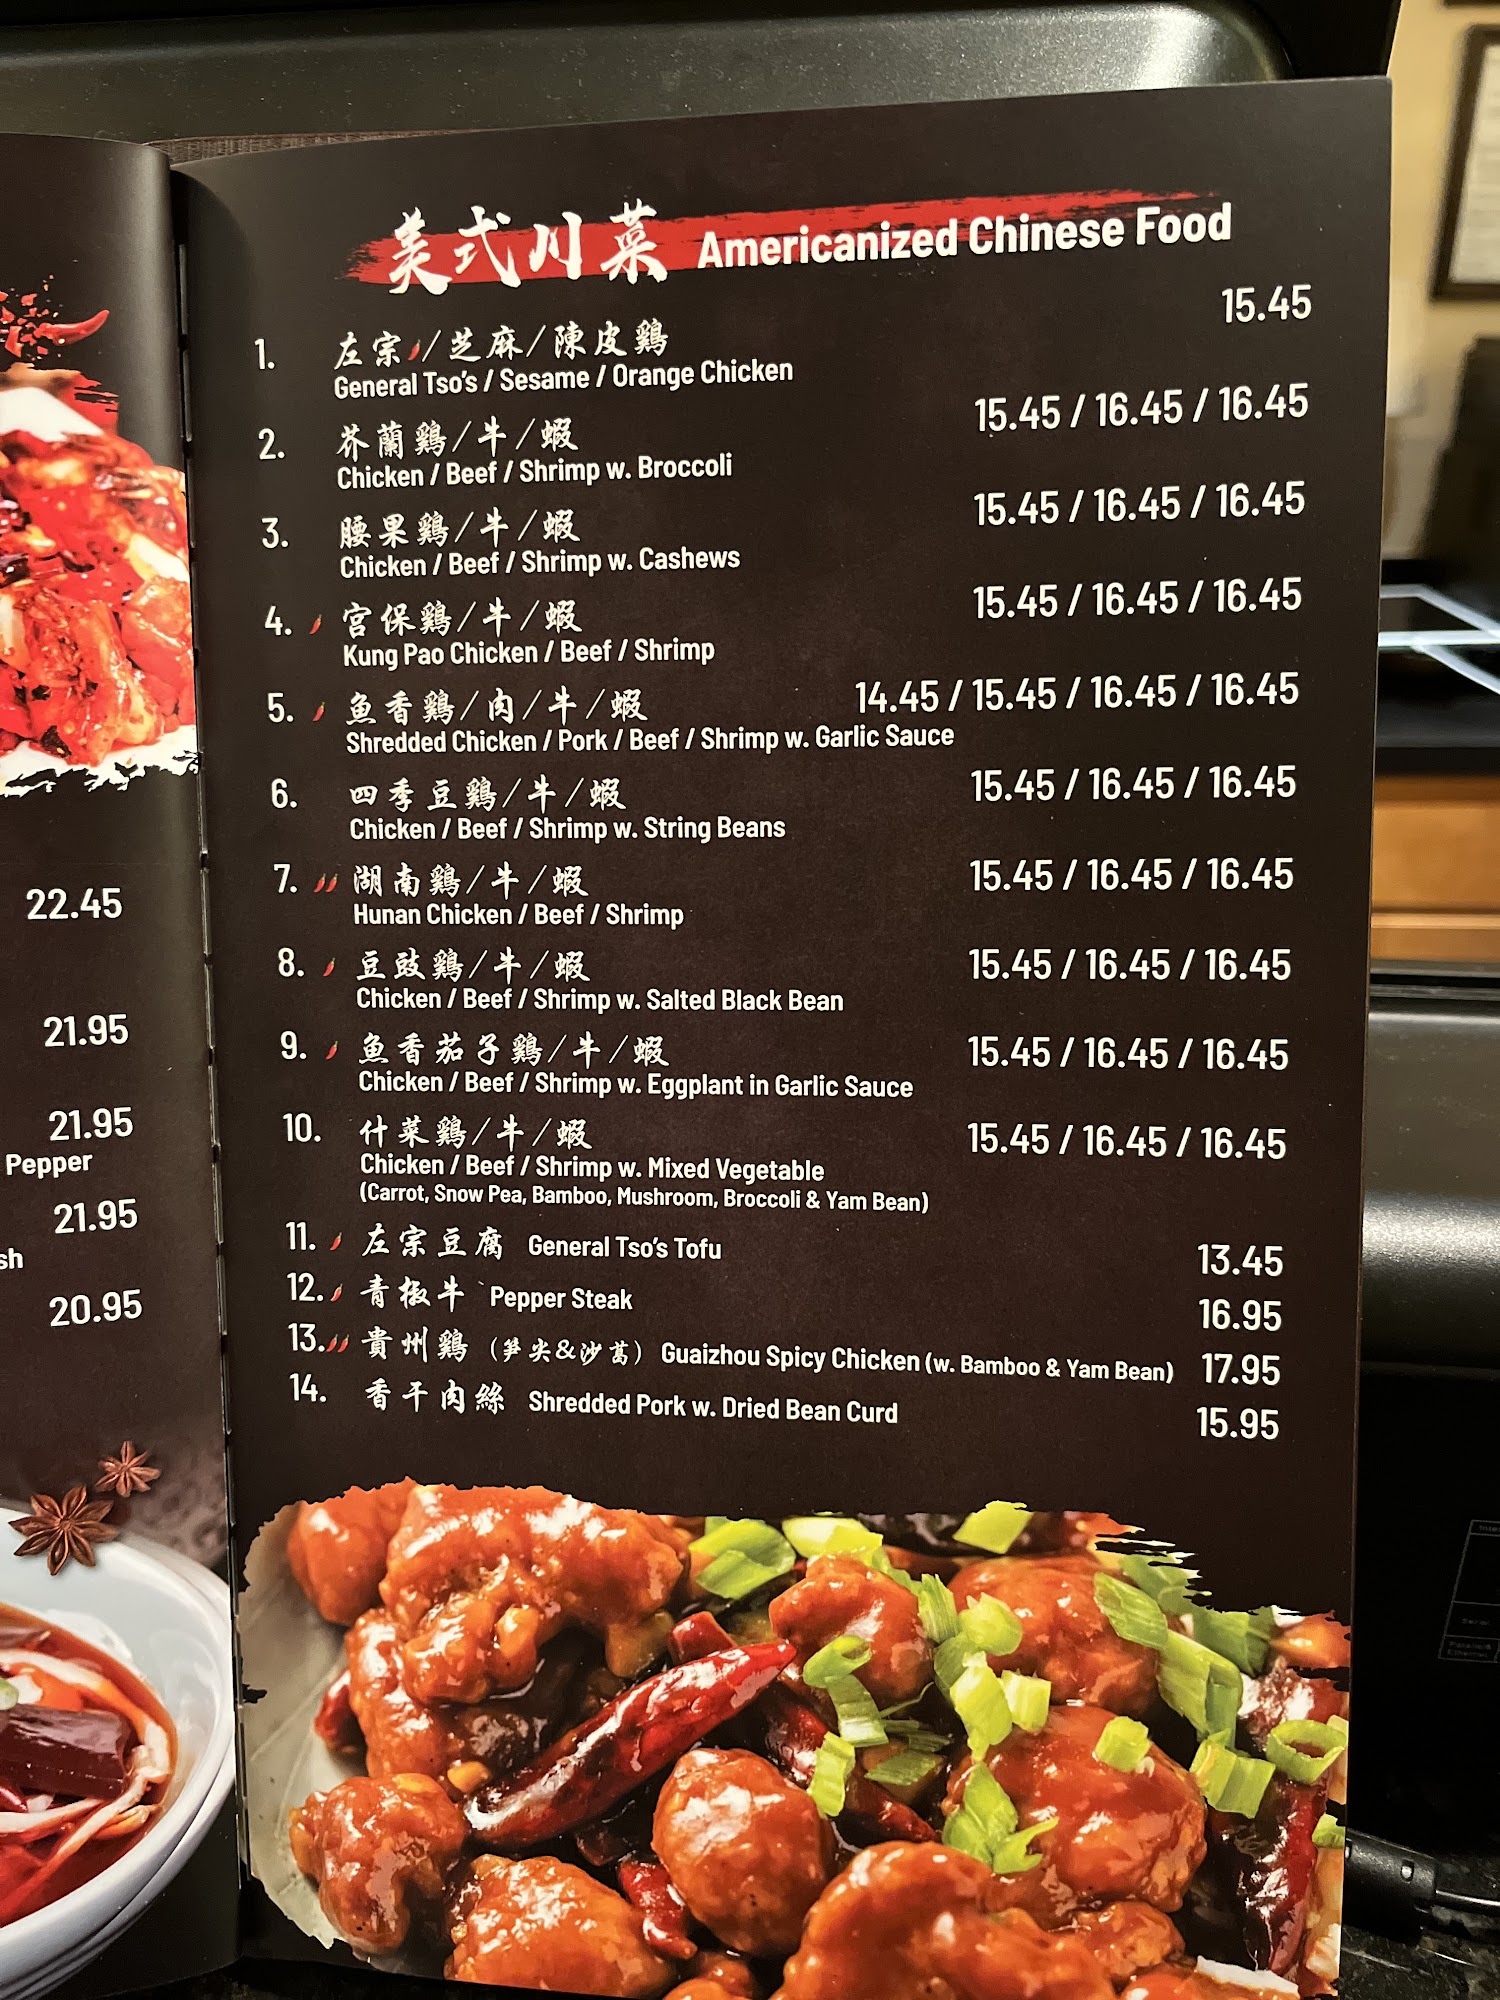 22.45
21.95
21.95
Pepper
21.95
sh
20.95
美式川菜 Americanized Chinese Food
1. 左宗/芝麻/陳皮鷄 15.45
General Tso's / Sesame / Orange Chicken
2. 芥蘭鷄/牛/蝦 15.45 / 16.45 / 16.45
Chicken / Beef / Shrimp w. Broccoli
3. 腰果鷄/牛/蝦 15.45 / 16.45 / 16.45
Chicken / Beef / Shrimp w. Cashews
4. 宮保鷄/牛/蝦 15.45 / 16.45 / 16.45
Kung Pao Chicken / Beef / Shrimp
5. 魚香鷄/肉/牛/蝦 14.45 / 15.45 / 16.45 / 16.45
Shredded Chicken / Pork / Beef / Shrimp w. Garlic Sauce
6. 四季豆鷄/牛/蝦 15.45 / 16.45 / 16.45
Chicken / Beef / Shrimp w. String Beans
7. 湖南鷄/牛/蝦 15.45 / 16.45 / 16.45
Hunan Chicken / Beef / Shrimp
8. 豆豉鷄/牛/蝦 15.45 / 16.45 / 16.45
Chicken / Beef / Shrimp w. Salted Black Bean
9. 魚香茄子鷄/牛/蝦 15.45 / 16.45 / 16.45
Chicken / Beef / Shrimp w. Eggplant in Garlic Sauce
10. 什菜鷄/牛/蝦 15.45 / 16.45 / 16.45
Chicken / Beef / Shrimp w. Mixed Vegetable
(Carrot, Snow Pea, Bamboo, Mushroom, Broccoli & Yam Bean)
11. 左宗豆腐 General Tso's Tofu 13.45
12. 青椒牛 Pepper Steak 16.95
13. 貴州鷄 (笋尖&沙葛) Guaizhou Spicy Chicken (w. Bamboo & Yam Bean) 17.95
14. 香干肉絲 Shredded Pork w. Dried Bean Curd 15.95